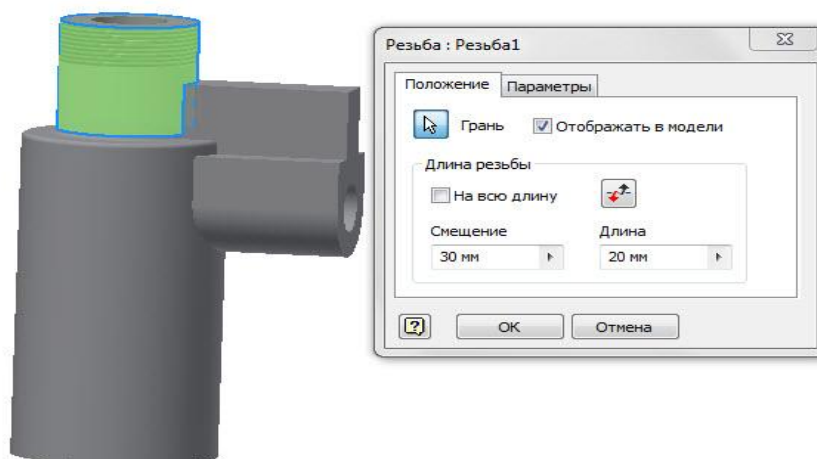 Резьба : Резьба1
Положение Параметры
Грань Отображать в модели
Длина резьбы
На всю длину
Смещение Длина
30 мм 20 мм
? ОК Отмена